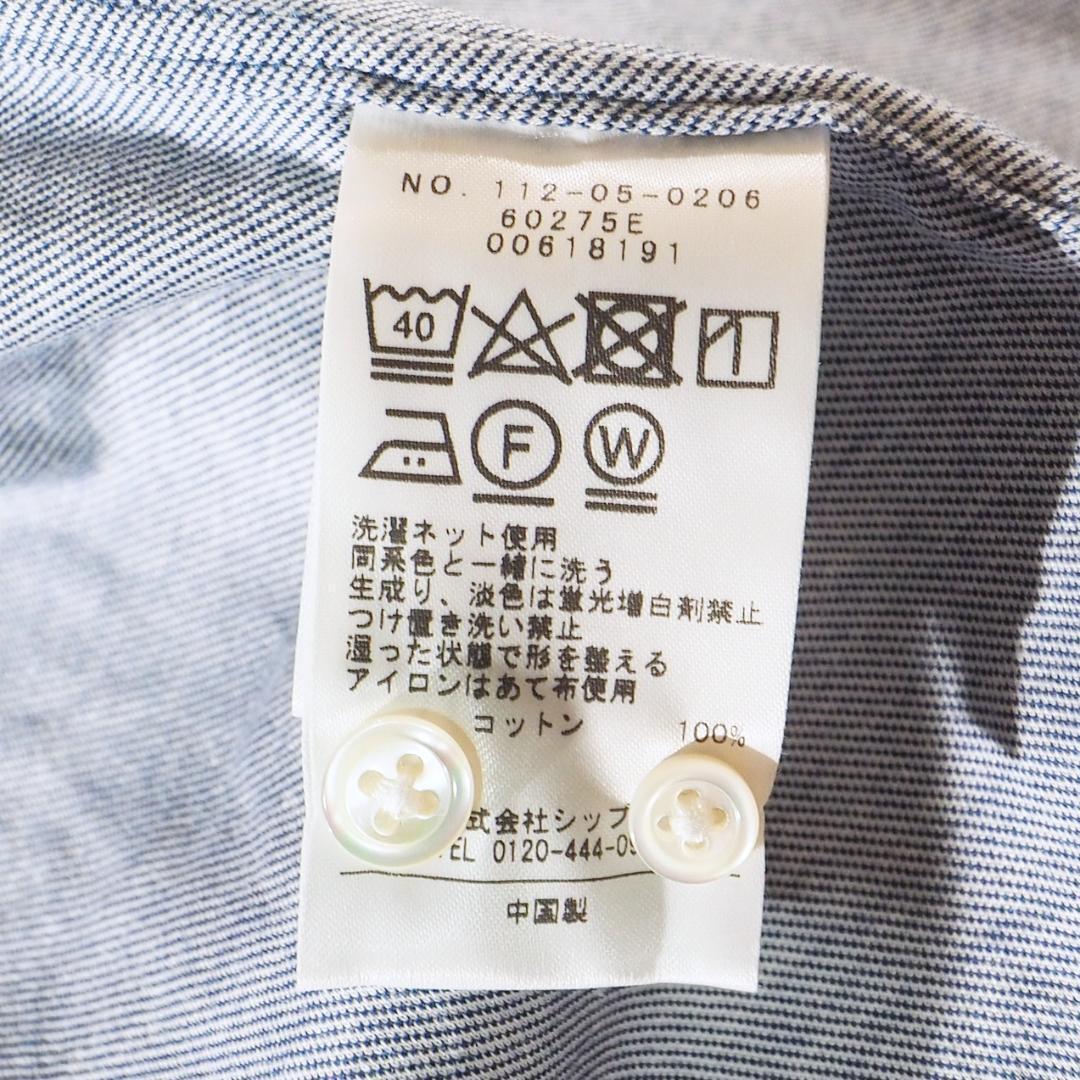 NO. 112-05-0206
60275E
00618191
40
F W
洗濯ネット使用
同系色と一緒に洗う
生成り、淡色は蛍光増白剤禁止
つけ置き洗い禁止
湿った状態で形を整える
アイロンはあて布使用
コットン 100%
式会社シップ
EL 0120-444-09
中国製